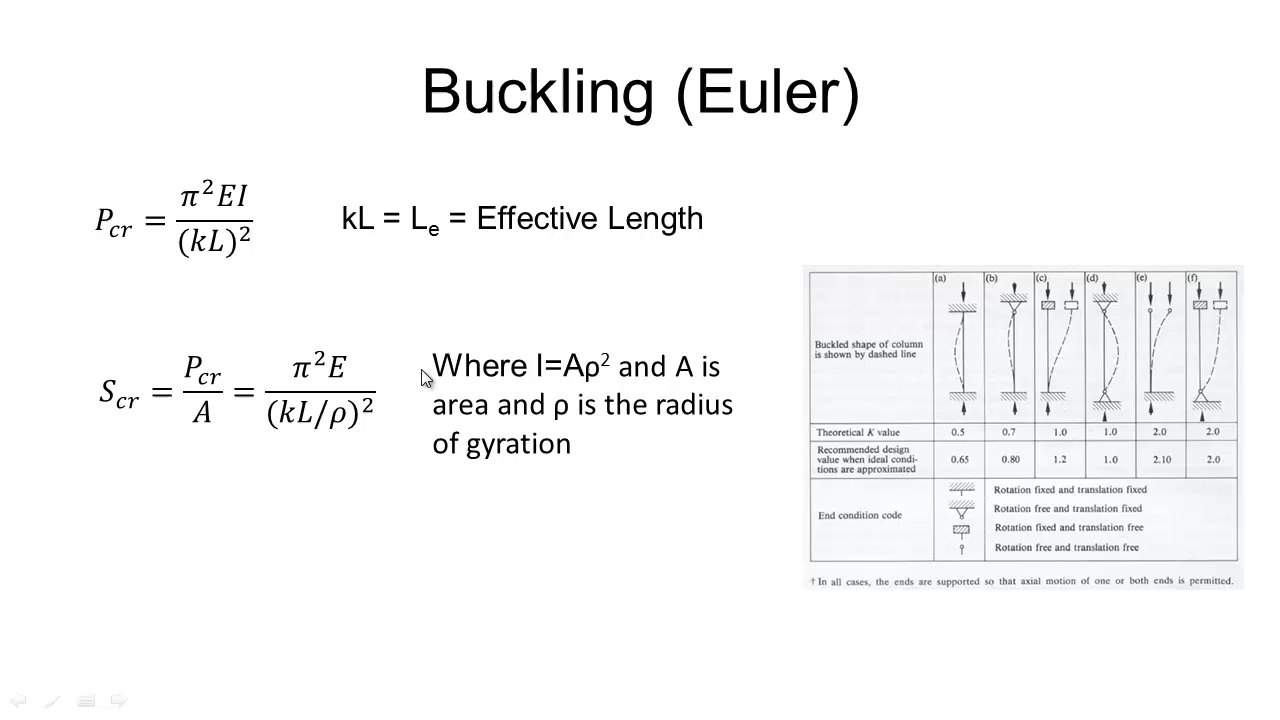 Buckling (Euler)
P_cr = π²EI / (kL)²
kL = Lₑ = Effective Length
S_cr = P_cr / A = π²E / (kL/ρ)²
Where I=Aρ² and A is
area and ρ is the radius
of gyration
(a) (b) (c) (d) (e) (f)
Buckled shape of column
is shown by dashed line
Theoretical K value 0.5 0.7 1.0 1.0 2.0 2.0
Recommended design
value when ideal condi-
tions are approximated 0.65 0.80 1.2 1.0 2.10 2.0
End condition code
Rotation fixed and translation fixed
Rotation free and translation fixed
Rotation fixed and translation free
Rotation free and translation free
† In all cases, the ends are supported so that axial motion of one or both ends is permitted.